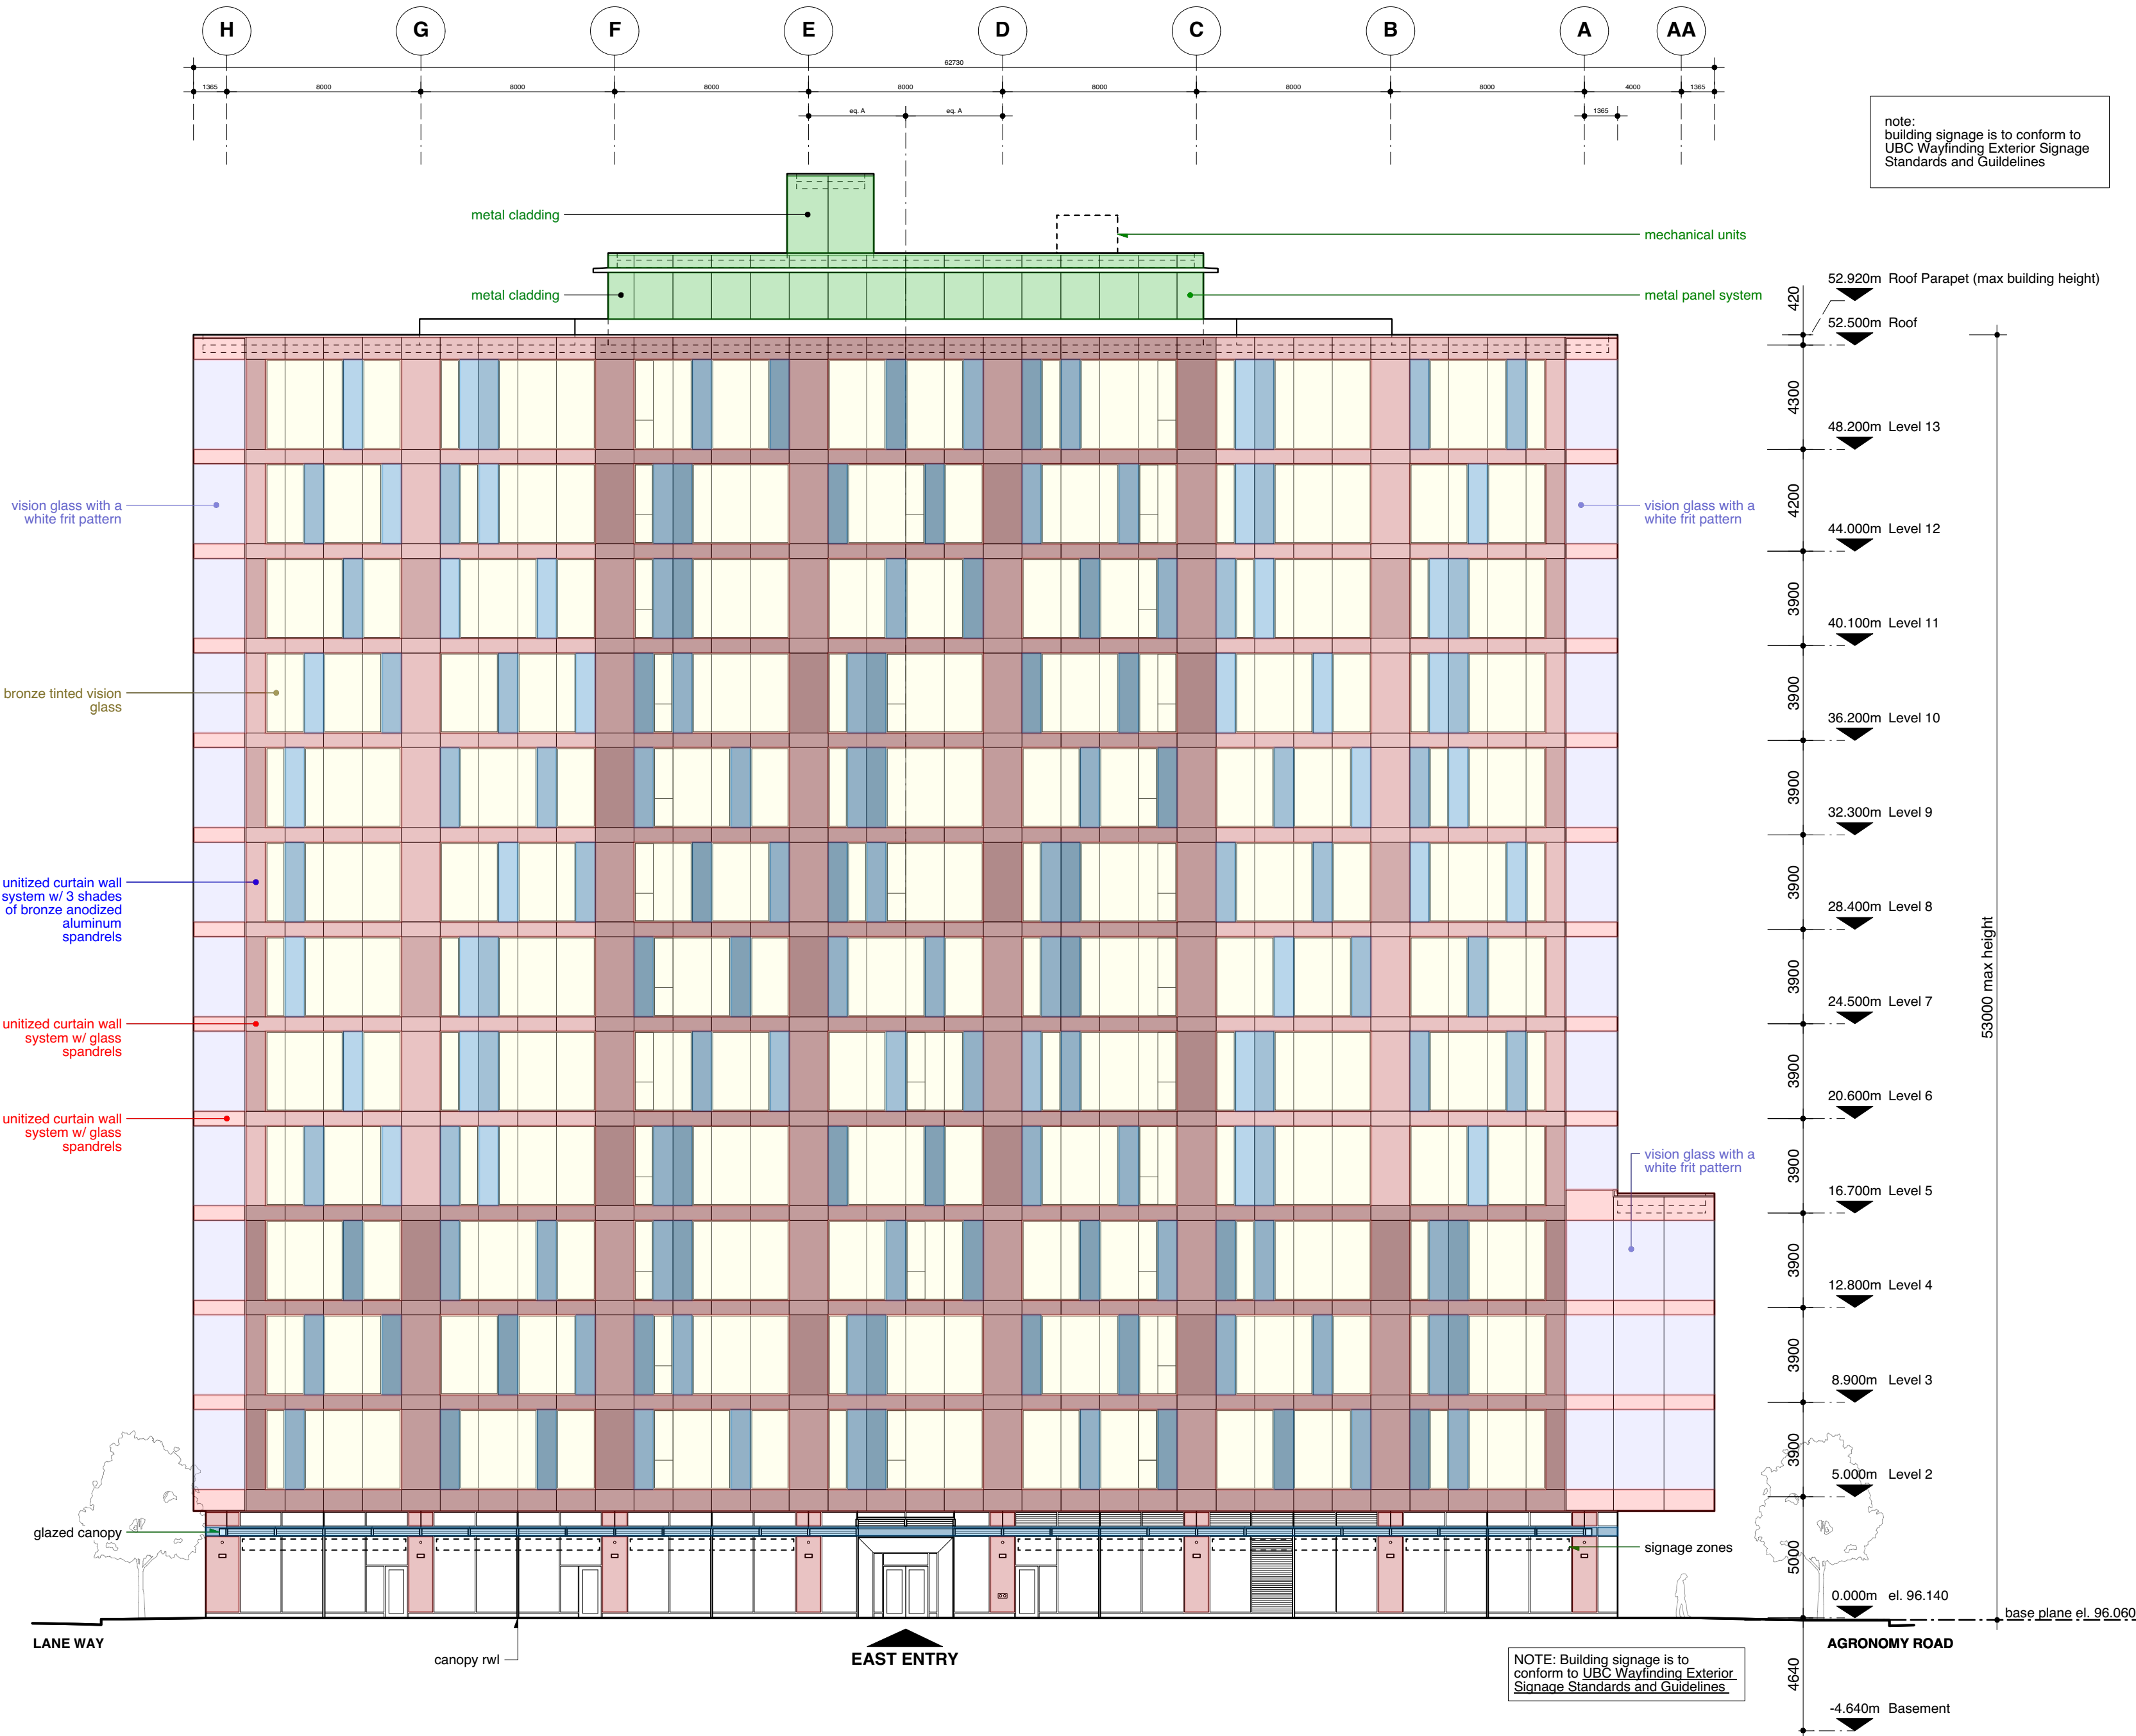 H G F E D C B A AA
62730
1365 8000 8000 8000 8000 8000 8000 8000 4000 1365
eq. A eq. A 1365
note:
building signage is to conform to
UBC Wayfinding Exterior Signage
Standards and Guildelines
metal cladding
mechanical units
metal cladding
metal panel system
52.920m Roof Parapet (max building height)
420
52.500m Roof
4300
48.200m Level 13
vision glass with a
white frit pattern
vision glass with a
white frit pattern
4200
44.000m Level 12
3900
40.100m Level 11
bronze tinted vision
glass
3900
36.200m Level 10
3900
32.300m Level 9
unitized curtain wall
system w/ 3 shades
of bronze anodized
aluminum
spandrels
3900
28.400m Level 8
3900
53000 max height
24.500m Level 7
unitized curtain wall
system w/ glass
spandrels
3900
20.600m Level 6
unitized curtain wall
system w/ glass
spandrels
vision glass with a
white frit pattern
3900
16.700m Level 5
3900
12.800m Level 4
3900
8.900m Level 3
3900
5.000m Level 2
glazed canopy
signage zones
5000
0.000m el. 96.140
base plane el. 96.060
LANE WAY
canopy rwl
EAST ENTRY
AGRONOMY ROAD
NOTE: Building signage is to
conform to UBC Wayfinding Exterior
Signage Standards and Guidelines
4640
-4.640m Basement